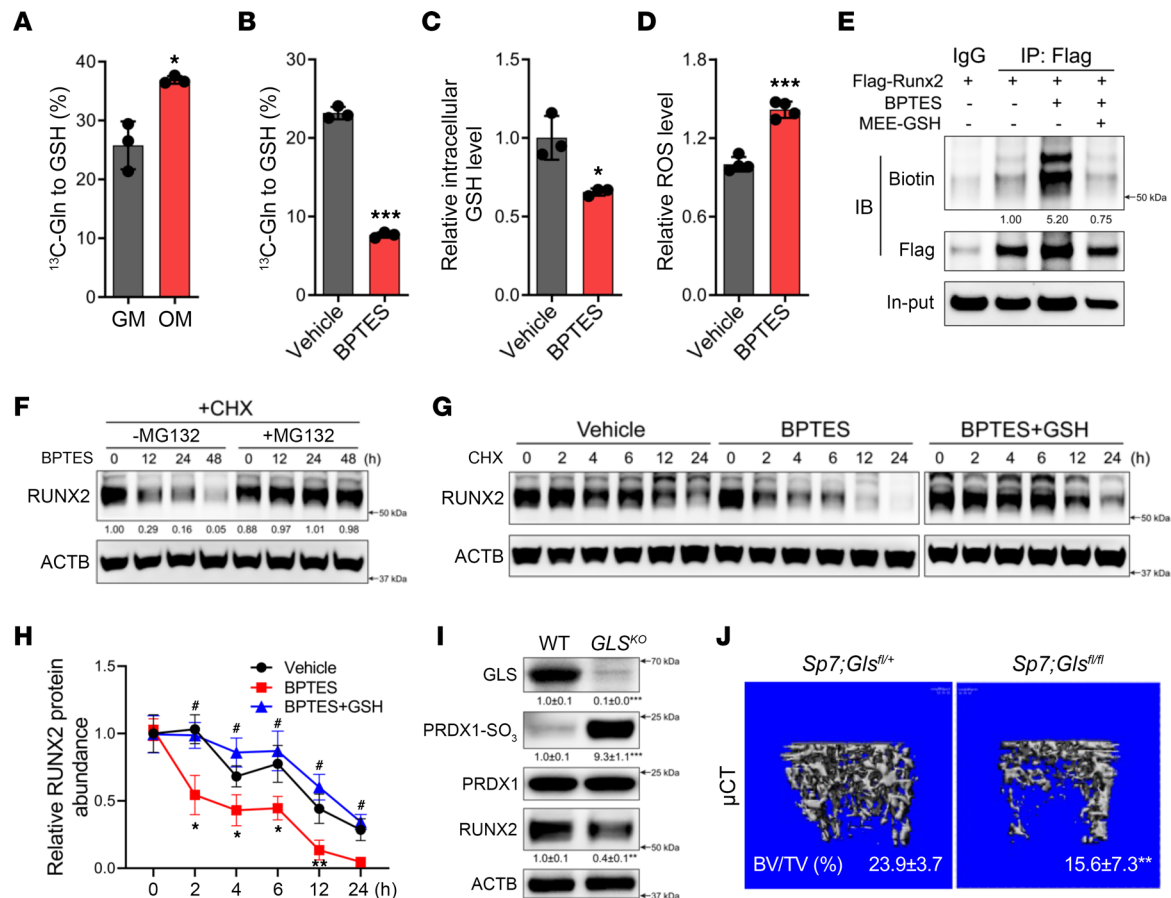 A
¹³C-Gln to GSH (%)
40
30
20
10
0
*
GM OM
B
¹³C-Gln to GSH (%)
30
20
10
0
***
Vehicle
BPTES
C
Relative intracellular
GSH level
1.5
1.0
0.5
0.0
*
Vehicle
BPTES
D
Relative ROS level
1.8
1.2
0.6
0.0
***
Vehicle
BPTES
E
IgG IP: Flag
Flag-Runx2 + + + +
BPTES - - + +
MEE-GSH - - - +
IB
Biotin
←50 kDa
1.00 5.20 0.75
Flag
In-put
F
+CHX
-MG132 +MG132
BPTES 0 12 24 48 0 12 24 48 (h)
RUNX2
←50 kDa
1.00 0.29 0.16 0.05 0.88 0.97 1.01 0.98
ACTB
←37 kDa
G
Vehicle BPTES BPTES+GSH
CHX 0 2 4 6 12 24 0 2 4 6 12 24 0 2 4 6 12 24 (h)
RUNX2
←50 kDa
ACTB
←37 kDa
H
Relative RUNX2 protein
abundance
1.5
1.0
0.5
0.0
Vehicle
BPTES
BPTES+GSH
# # # # #
* * * **
0 2 4 6 12 24 (h)
I
WT GLS^KO
GLS
←70 kDa
1.0±0.1 0.1±0.0***
PRDX1-SO₃
←25 kDa
1.0±0.1 9.3±1.1***
PRDX1
←25 kDa
RUNX2
←50 kDa
1.0±0.1 0.4±0.1**
ACTB
←37 kDa
J
Sp7;Gls^fl/+ Sp7;Gls^fl/fl
μCT
BV/TV (%) 23.9±3.7 15.6±7.3**